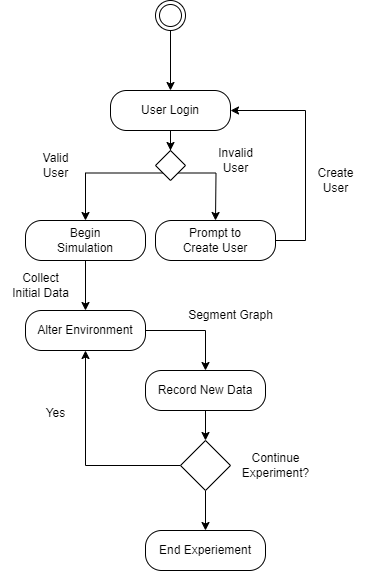 User Login
Valid
User
Invalid
User
Create
User
Begin
Simulation
Prompt to
Create User
Collect
Initial Data
Alter Environment
Segment Graph
Record New Data
Yes
Continue
Experiment?
End Experiement